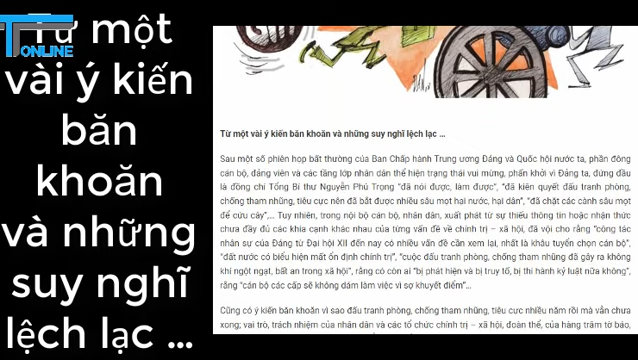 TT ONLINE
Từ một
vài ý kiến
băn
khoăn
và những
suy nghĩ
lệch lạc ...
Từ một vài ý kiến băn khoăn và những suy nghĩ lệch lạc ...
Sau một số phiên họp bất thường của Ban Chấp hành Trung ương Đảng và Quốc hội nước ta, phần đông
cán bộ, đảng viên và các tầng lớp nhân dân thể hiện trạng thái vui mừng, phấn khởi vì Đảng ta, đứng đầu
là đồng chí Tổng Bí thư Nguyễn Phú Trọng "đã nói được, làm được", "đã kiên quyết đấu tranh phòng,
chống tham nhũng, tiêu cực nên đã bắt được nhiều sâu mọt hại nước, hại dân", "đã chặt các cành sâu mọt
để cứu cây",... Tuy nhiên, trong nội bộ cán bộ, nhân dân, xuất phát từ sự thiếu thông tin hoặc nhận thức
chưa đầy đủ các khía cạnh khác nhau của từng vấn đề về chính trị – xã hội, đã vội cho rằng "công tác
nhân sự của Đảng từ Đại hội XII đến nay có nhiều vấn đề cần xem lại, nhất là khâu tuyển chọn cán bộ",
"đất nước có biểu hiện mất ổn định chính trị", "cuộc đấu tranh phòng, chống tham nhũng đã gây ra không
khí ngột ngạt, bất an trong xã hội", rằng có còn ai "bị phát hiện và bị truy tố, bị thi hành kỷ luật nữa không",
rằng "cán bộ các cấp sẽ không dám làm việc vì sợ khuyết điểm"...
Cũng có ý kiến băn khoăn vì sao đấu tranh phòng, chống tham nhũng, tiêu cực nhiều năm rồi mà vẫn chưa
xong; vai trò, trách nhiệm của nhân dân và các tổ chức chính trị – xã hội, đoàn thể, của hàng trăm tờ báo,